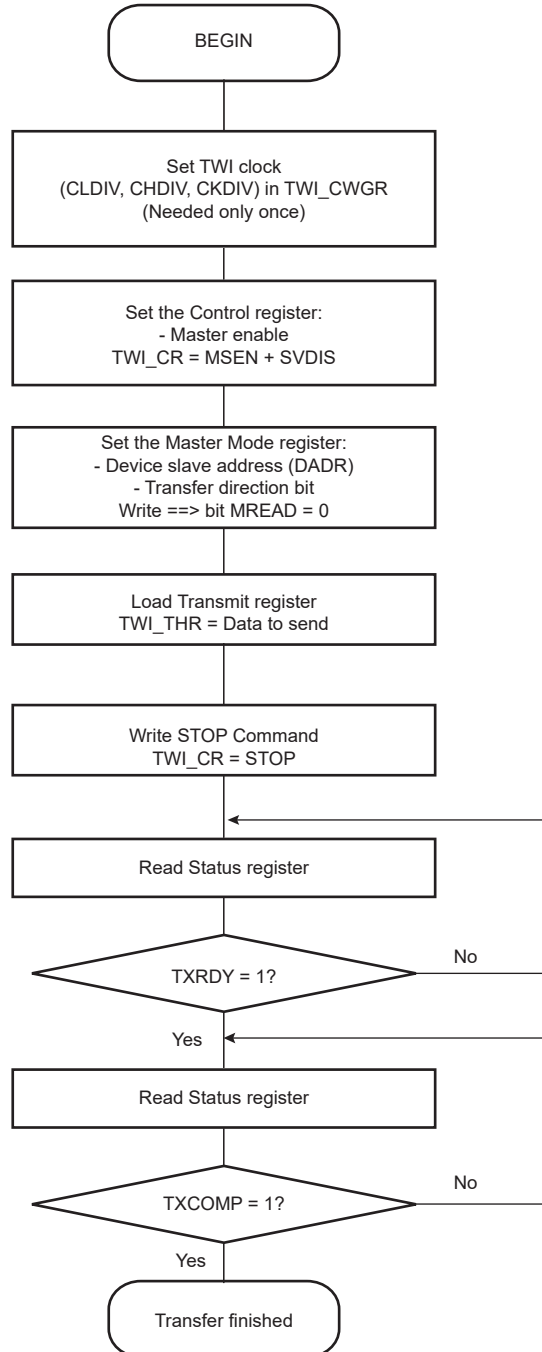 BEGIN
Set TWI clock
(CLDIV, CHDIV, CKDIV) in TWI_CWGR
(Needed only once)
Set the Control register:
- Master enable
TWI_CR = MSEN + SVDIS
Set the Master Mode register:
- Device slave address (DADR)
- Transfer direction bit
Write ==> bit MREAD = 0
Load Transmit register
TWI_THR = Data to send
Write STOP Command
TWI_CR = STOP
Read Status register
TXRDY = 1?
No
Yes
Read Status register
TXCOMP = 1?
No
Yes
Transfer finished